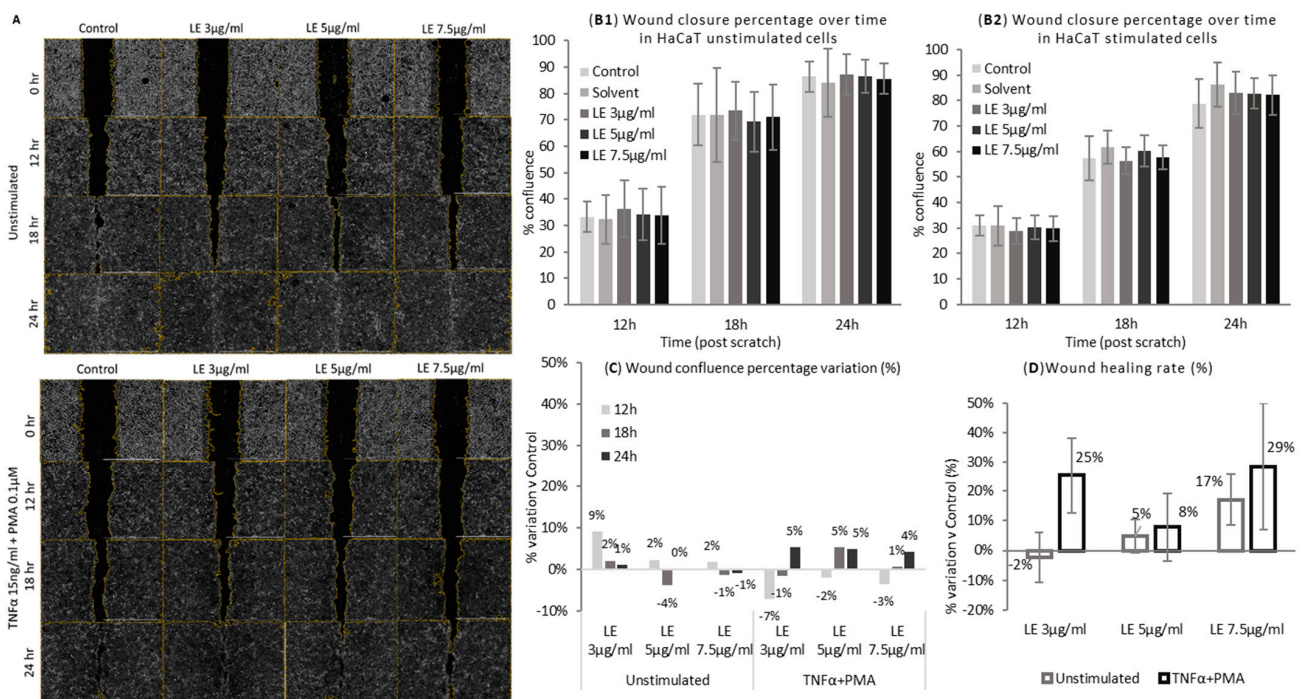 A
Control
LE 3µg/ml
LE 5µg/ml
LE 7.5µg/ml
Unstimulated
0 hr
12 hr
18 hr
24 hr
Control
LE 3µg/ml
LE 5µg/ml
LE 7.5µg/ml
TNFα 15ng/ml + PMA 0.1µM
0 hr
12 hr
18 hr
24 hr
(B1) Wound closure percentage over time
in HaCaT unstimulated cells
% confluence
100
90
80
70
60
50
40
30
20
10
0
Control
Solvent
LE 3µg/ml
LE 5µg/ml
LE 7.5µg/ml
12h
18h
24h
Time (post scratch)
(B2) Wound closure percentage over time
in HaCaT stimulated cells
% confluence
100
90
80
70
60
50
40
30
20
10
0
Control
Solvent
LE 3µg/ml
LE 5µg/ml
LE 7.5µg/ml
12h
18h
24h
Time (post scratch)
(C) Wound confluence percentage variation (%)
% variation v Control
50%
40%
30%
20%
10%
0%
-10%
12h
18h
24h
9%
2%
1%
2%
-4%
0%
2%
-1%
-1%
-7%
-1%
5%
-2%
5%
5%
-3%
1%
4%
LE
3µg/ml
LE
5µg/ml
LE
7.5µg/ml
LE
3µg/ml
LE
5µg/ml
LE
7.5µg/ml
Unstimulated
TNFα+PMA
(D)Wound healing rate (%)
% variation v Control (%)
50%
40%
30%
20%
10%
0%
-10%
-20%
-2%
25%
5%
8%
17%
29%
LE 3µg/ml
LE 5µg/ml
LE 7.5µg/ml
Unstimulated
TNFα+PMA